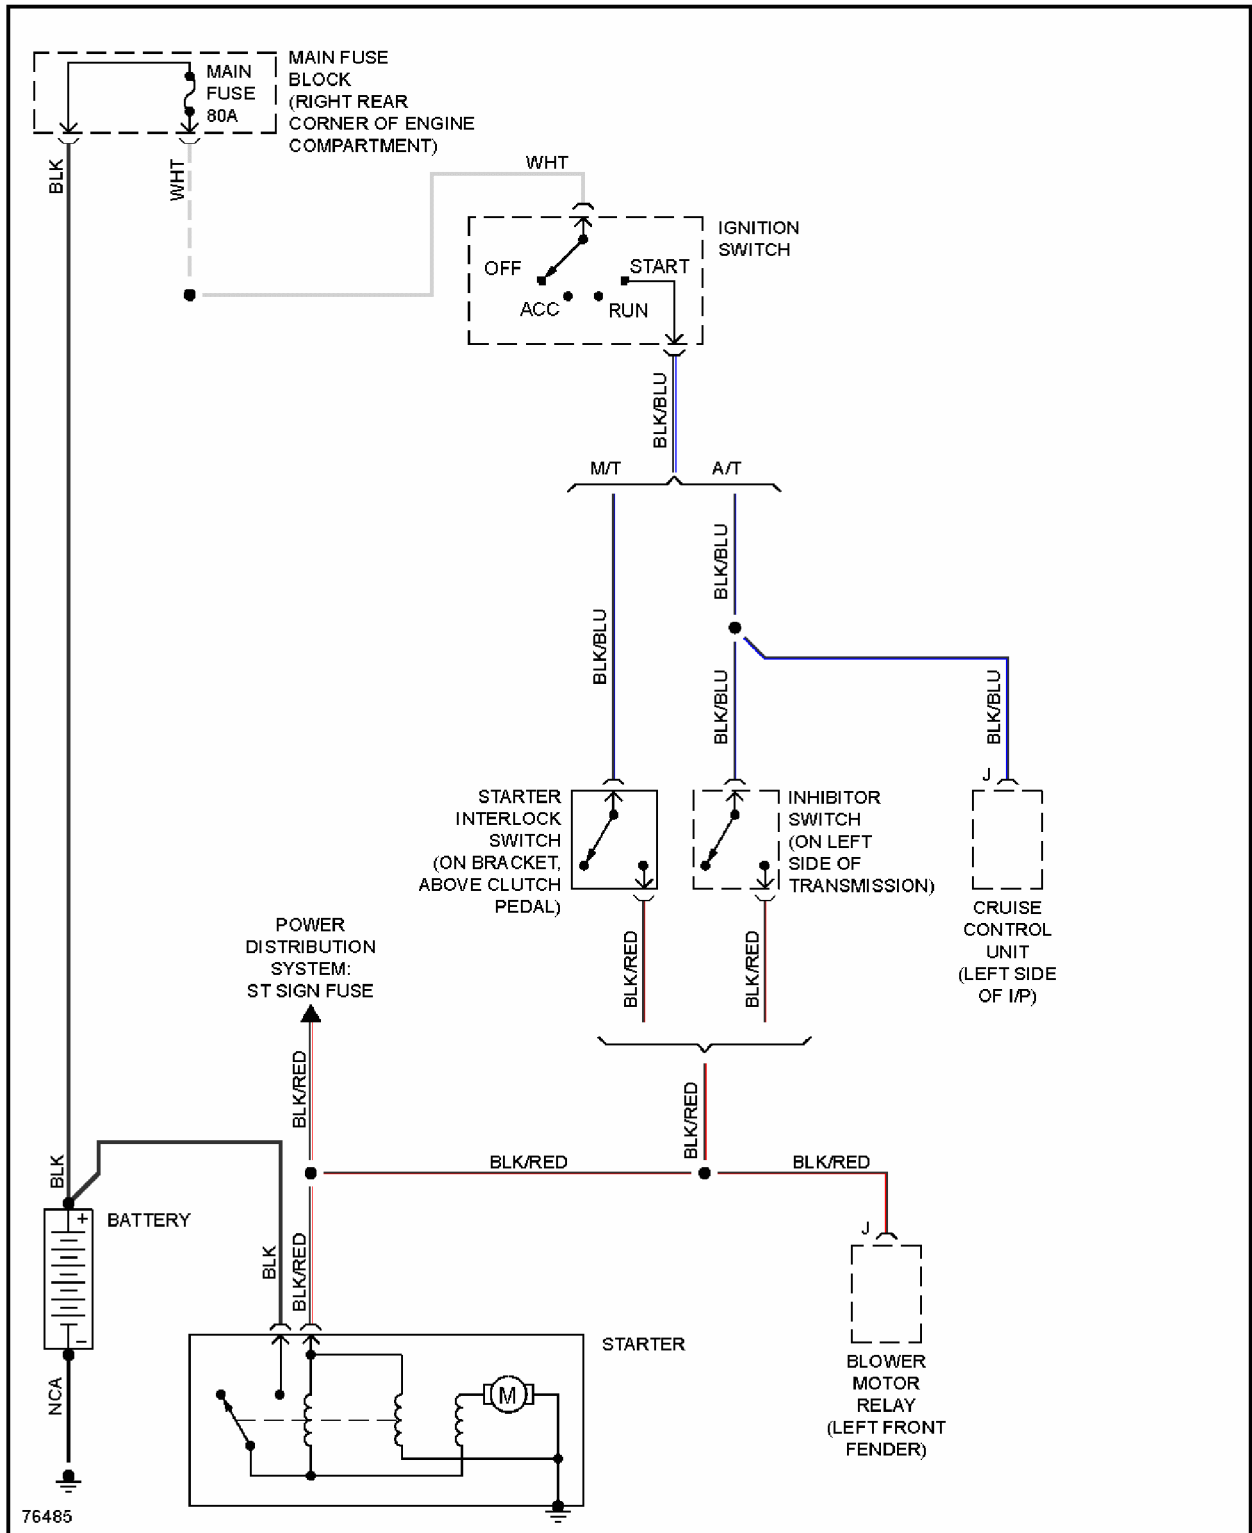 MAIN FUSE
BLOCK
(RIGHT REAR
CORNER OF ENGINE
COMPARTMENT)
MAIN
FUSE
80A
BLK
WHT
WHT
IGNITION
SWITCH
OFF
START
ACC
RUN
BLK/BLU
M/T
A/T
BLK/BLU
BLK/BLU
BLK/BLU
BLK/BLU
J
STARTER
INTERLOCK
SWITCH
(ON BRACKET,
ABOVE CLUTCH
PEDAL)
INHIBITOR
SWITCH
(ON LEFT
SIDE OF
TRANSMISSION)
CRUISE
CONTROL
UNIT
(LEFT SIDE
OF I/P)
POWER
DISTRIBUTION
SYSTEM:
ST SIGN FUSE
BLK/RED
BLK/RED
BLK/RED
BLK/RED
BLK
BLK/RED
BLK/RED
J
+
BATTERY
BLK
BLK/RED
–
STARTER
M
NCA
BLOWER
MOTOR
RELAY
(LEFT FRONT
FENDER)
76485